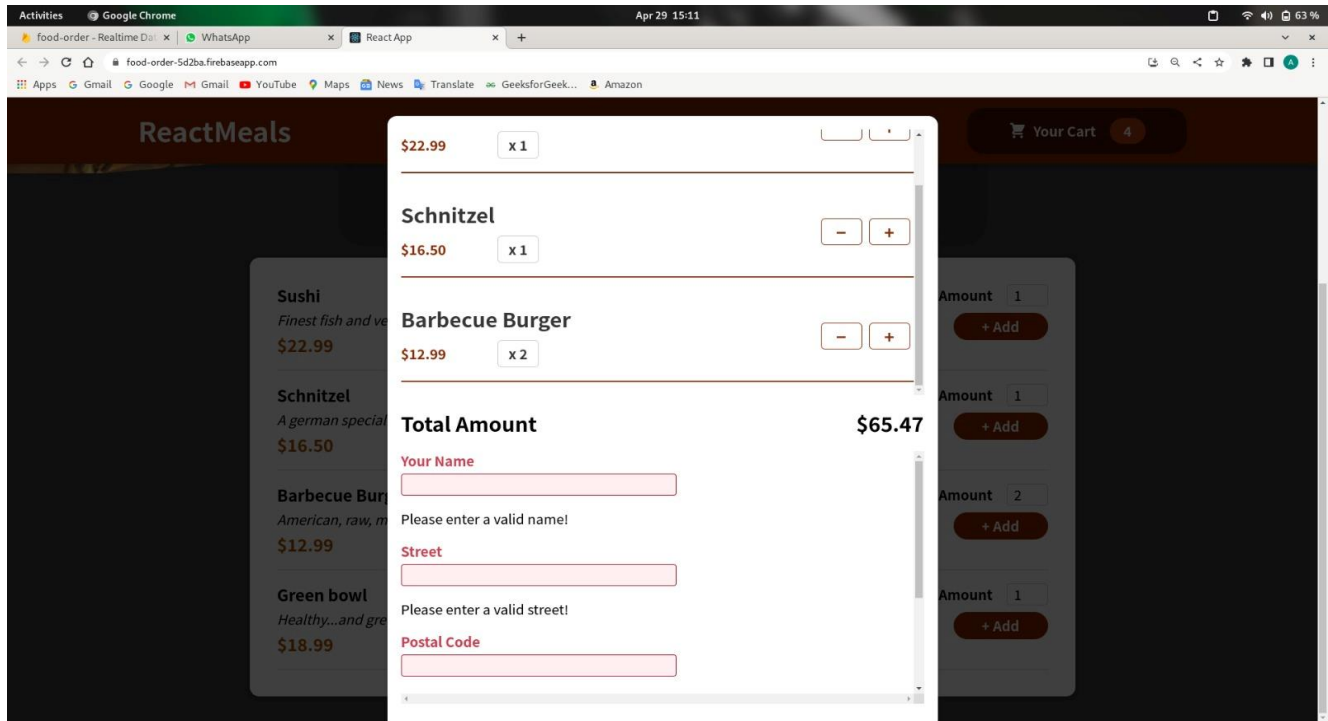 Activities Google Chrome Apr 29 15:11 63 %
food-order - Realtime Dat WhatsApp React App
food-order-5d2ba.firebaseapp.com
Apps Gmail Google Gmail YouTube Maps News Translate GeeksforGeek... Amazon
ReactMeals
Your Cart 4
$22.99 x 1
Schnitzel
− +
$16.50 x 1
Barbecue Burger
− +
$12.99 x 2
Total Amount $65.47
Your Name
Please enter a valid name!
Street
Please enter a valid street!
Postal Code
Sushi Amount 1
Finest fish and ve
+ Add
$22.99
Schnitzel Amount 1
A german special
+ Add
$16.50
Barbecue Burg Amount 2
American, raw, m
+ Add
$12.99
Green bowl Amount 1
Healthy...and gre
+ Add
$18.99